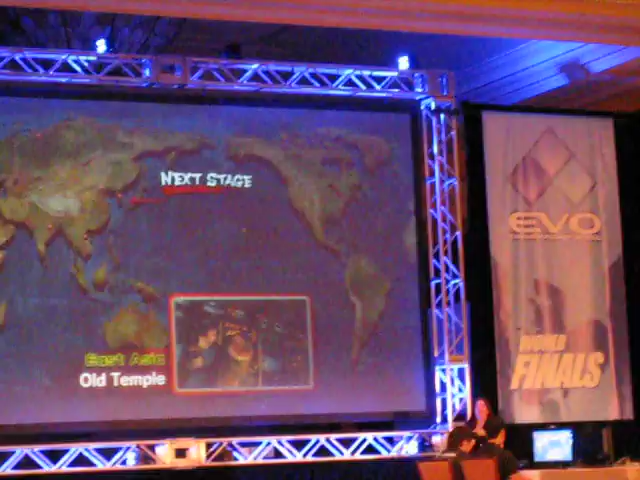 NEXT STAGE
East Asia
Old Temple
EVO
WORLD
FINALS